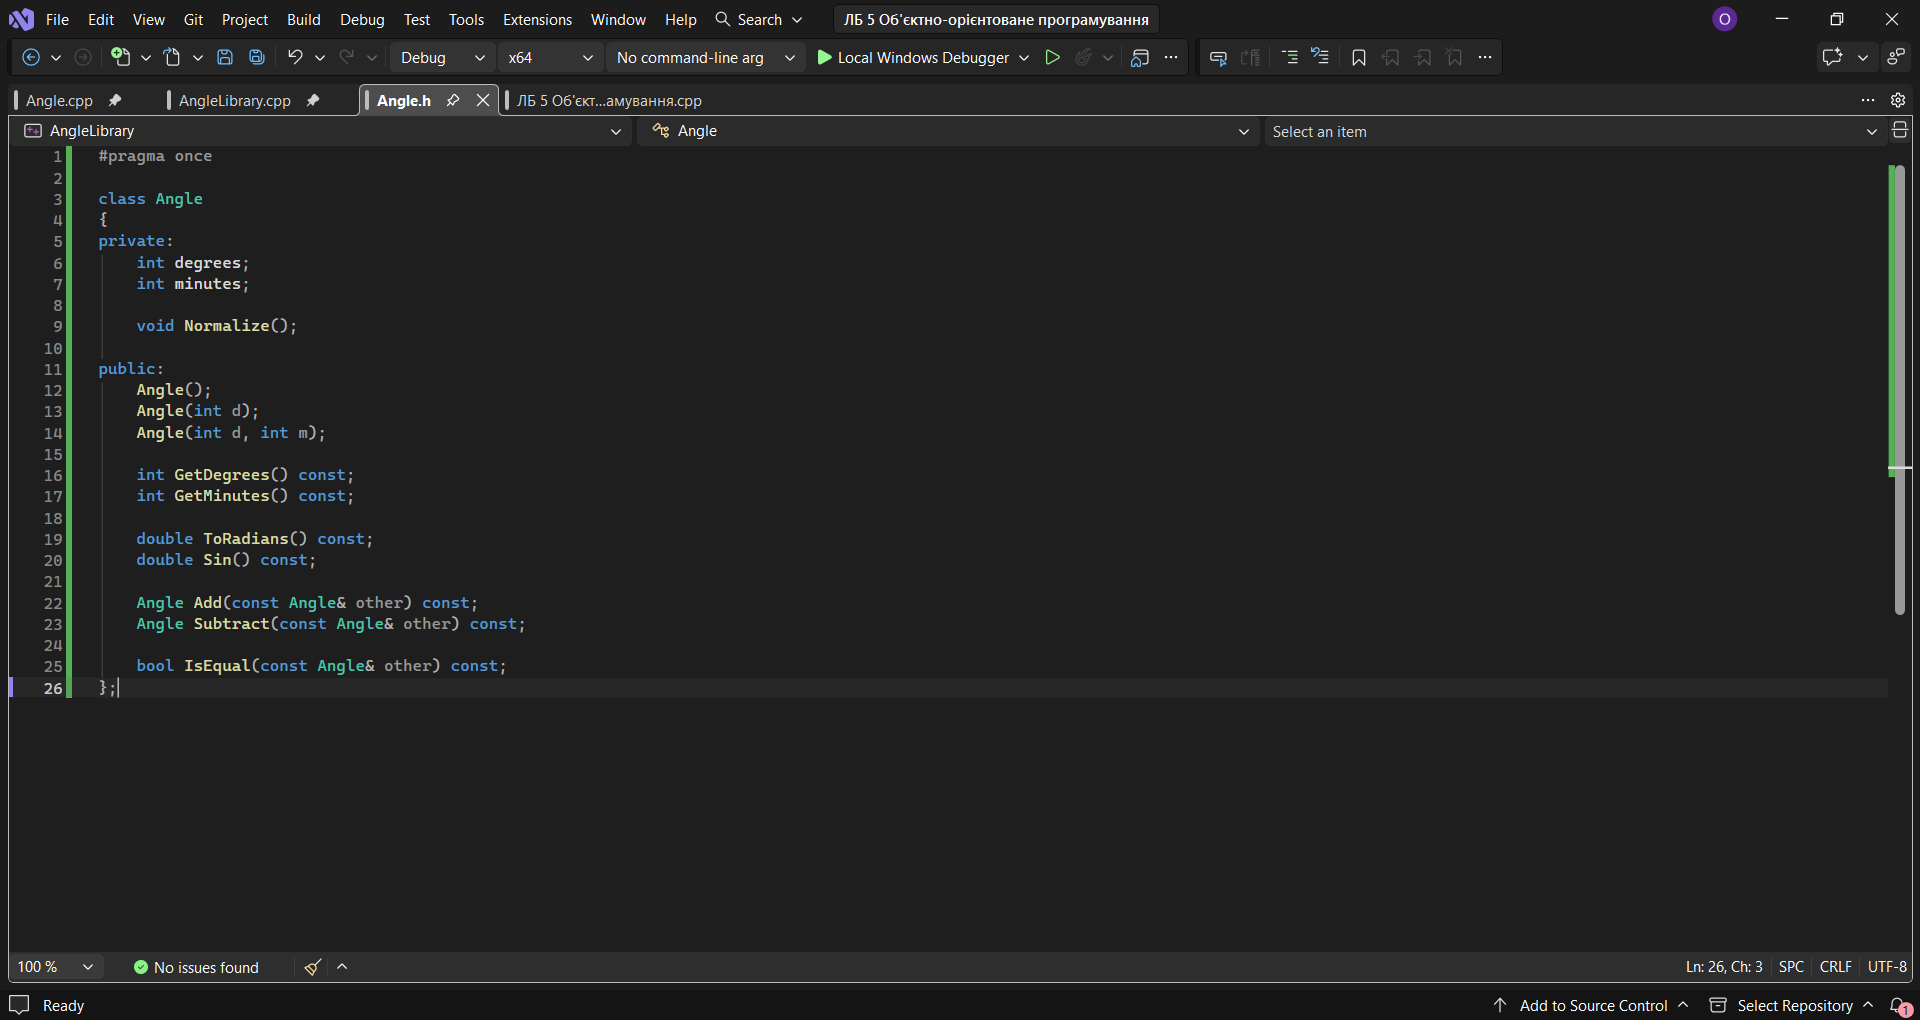 File Edit View Git Project Build Debug Test Tools Extensions Window Help Search ЛБ 5 Об'єктно-орієнтоване програмування O
Debug x64 No command-line arg Local Windows Debugger
Angle.cpp AngleLibrary.cpp Angle.h ЛБ 5 Об'єкт...амування.cpp
AngleLibrary Angle Select an item
1 #pragma once
2
3 class Angle
4 {
5 private:
6 int degrees;
7 int minutes;
8
9 void Normalize();
10
11 public:
12 Angle();
13 Angle(int d);
14 Angle(int d, int m);
15
16 int GetDegrees() const;
17 int GetMinutes() const;
18
19 double ToRadians() const;
20 double Sin() const;
21
22 Angle Add(const Angle& other) const;
23 Angle Subtract(const Angle& other) const;
24
25 bool IsEqual(const Angle& other) const;
26 };
100 % No issues found Ln: 26, Ch: 3 SPC CRLF UTF-8
Ready Add to Source Control Select Repository 1